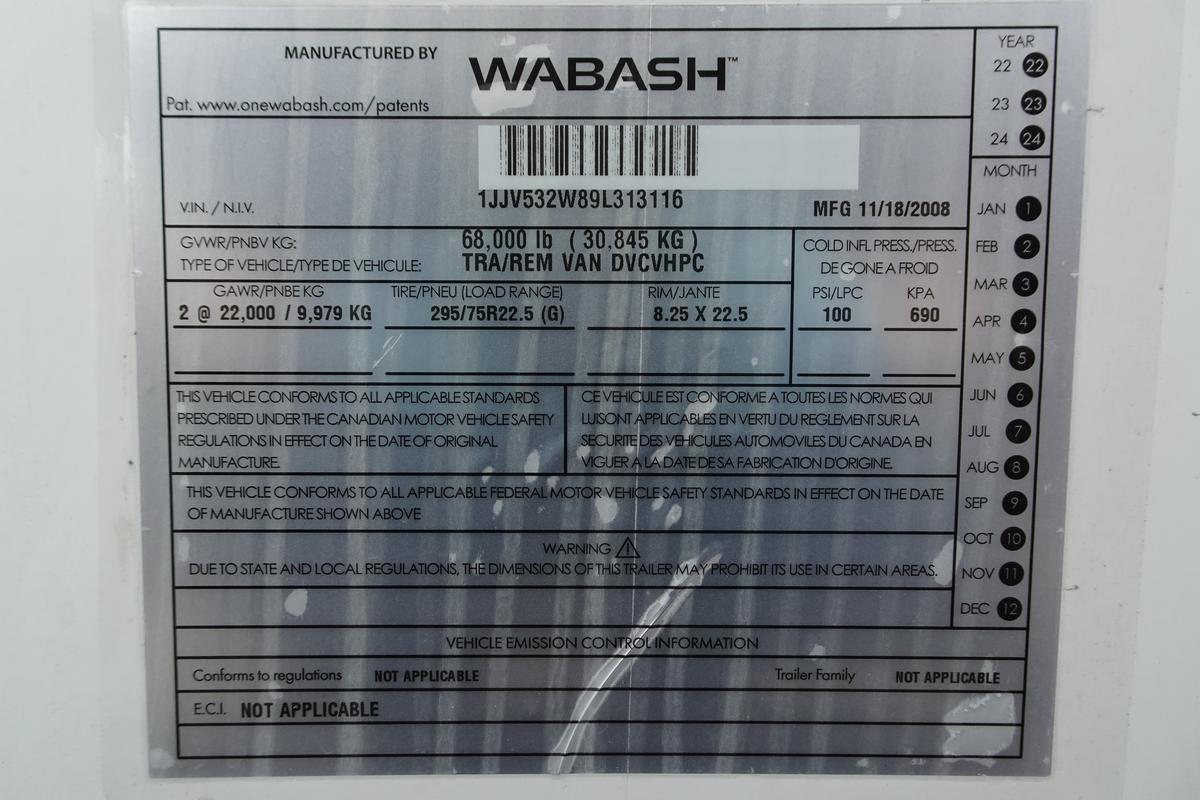 MANUFACTURED BY WABASH™
Pat. www.onewabash.com/patents
YEAR
22 22
23 23
24 24
MONTH
JAN 1
FEB 2
MAR 3
APR 4
MAY 5
JUN 6
JUL 7
AUG 8
SEP 9
OCT 10
NOV 11
DEC 12
1JJV532W89L313116
V.IN. / N.I.V. MFG 11/18/2008
GVWR/PNBV KG: 68,000 lb ( 30,845 KG )
TYPE OF VEHICLE/TYPE DE VEHICULE: TRA/REM VAN DVCVHPC
COLD INFL PRESS./PRESS.
DE GONE A FROID
GAWR/PNBE KG TIRE/PNEU (LOAD RANGE) RIM/JANTE PSI/LPC KPA
2 @ 22,000 / 9,979 KG 295/75R22.5 (G) 8.25 X 22.5 100 690
THIS VEHICLE CONFORMS TO ALL APPLICABLE STANDARDS
PRESCRIBED UNDER THE CANADIAN MOTOR VEHICLE SAFETY
REGULATIONS IN EFFECT ON THE DATE OF ORIGINAL
MANUFACTURE.
CE VEHICULE EST CONFORME A TOUTES LES NORMES QUI
LUI SONT APPLICABLES EN VERTU DU REGLEMENT SUR LA
SECURITE DES VEHICULES AUTOMOVILES DU CANADA EN
VIGUER A LA DATE DE SA FABRICATION D'ORIGINE.
THIS VEHICLE CONFORMS TO ALL APPLICABLE FEDERAL MOTOR VEHICLE SAFETY STANDARDS IN EFFECT ON THE DATE
OF MANUFACTURE SHOWN ABOVE
WARNING
DUE TO STATE AND LOCAL REGULATIONS, THE DIMENSIONS OF THIS TRAILER MAY PROHIBIT ITS USE IN CERTAIN AREAS.
VEHICLE EMISSION CONTROL INFORMATION
Conforms to regulations NOT APPLICABLE Trailer Family NOT APPLICABLE
E.C.I. NOT APPLICABLE